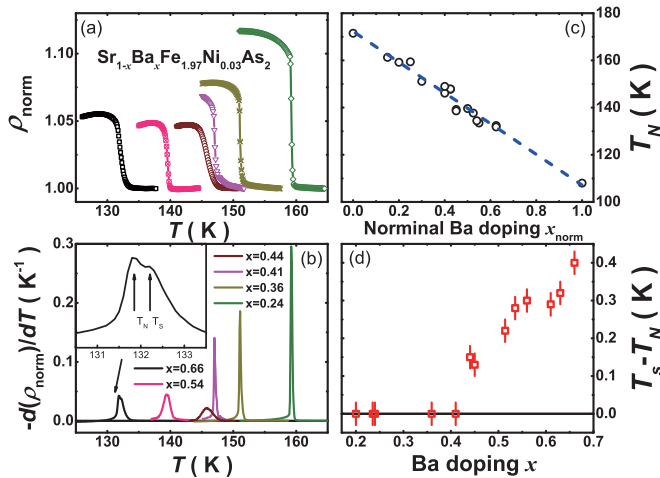 (a)
Sr1-xBaxFe1.97Ni0.03As2
ρnorm
1.10
1.05
1.00
130 140 150 160
T ( K )
(c)
TN ( K )
180
160
140
120
100
0.0 0.2 0.4 0.6 0.8 1.0
Norminal Ba doping xnorm
(b)
-d(ρnorm)/dT ( K-1)
0.3
0.2
0.1
0.0
TN TS
131 132 133
x=0.44
x=0.41
x=0.36
x=0.24
x=0.66
x=0.54
130 140 150 160
T ( K )
(d)
Ts-TN ( K )
0.4
0.3
0.2
0.1
0.0
0.2 0.3 0.4 0.5 0.6 0.7
Ba doping x